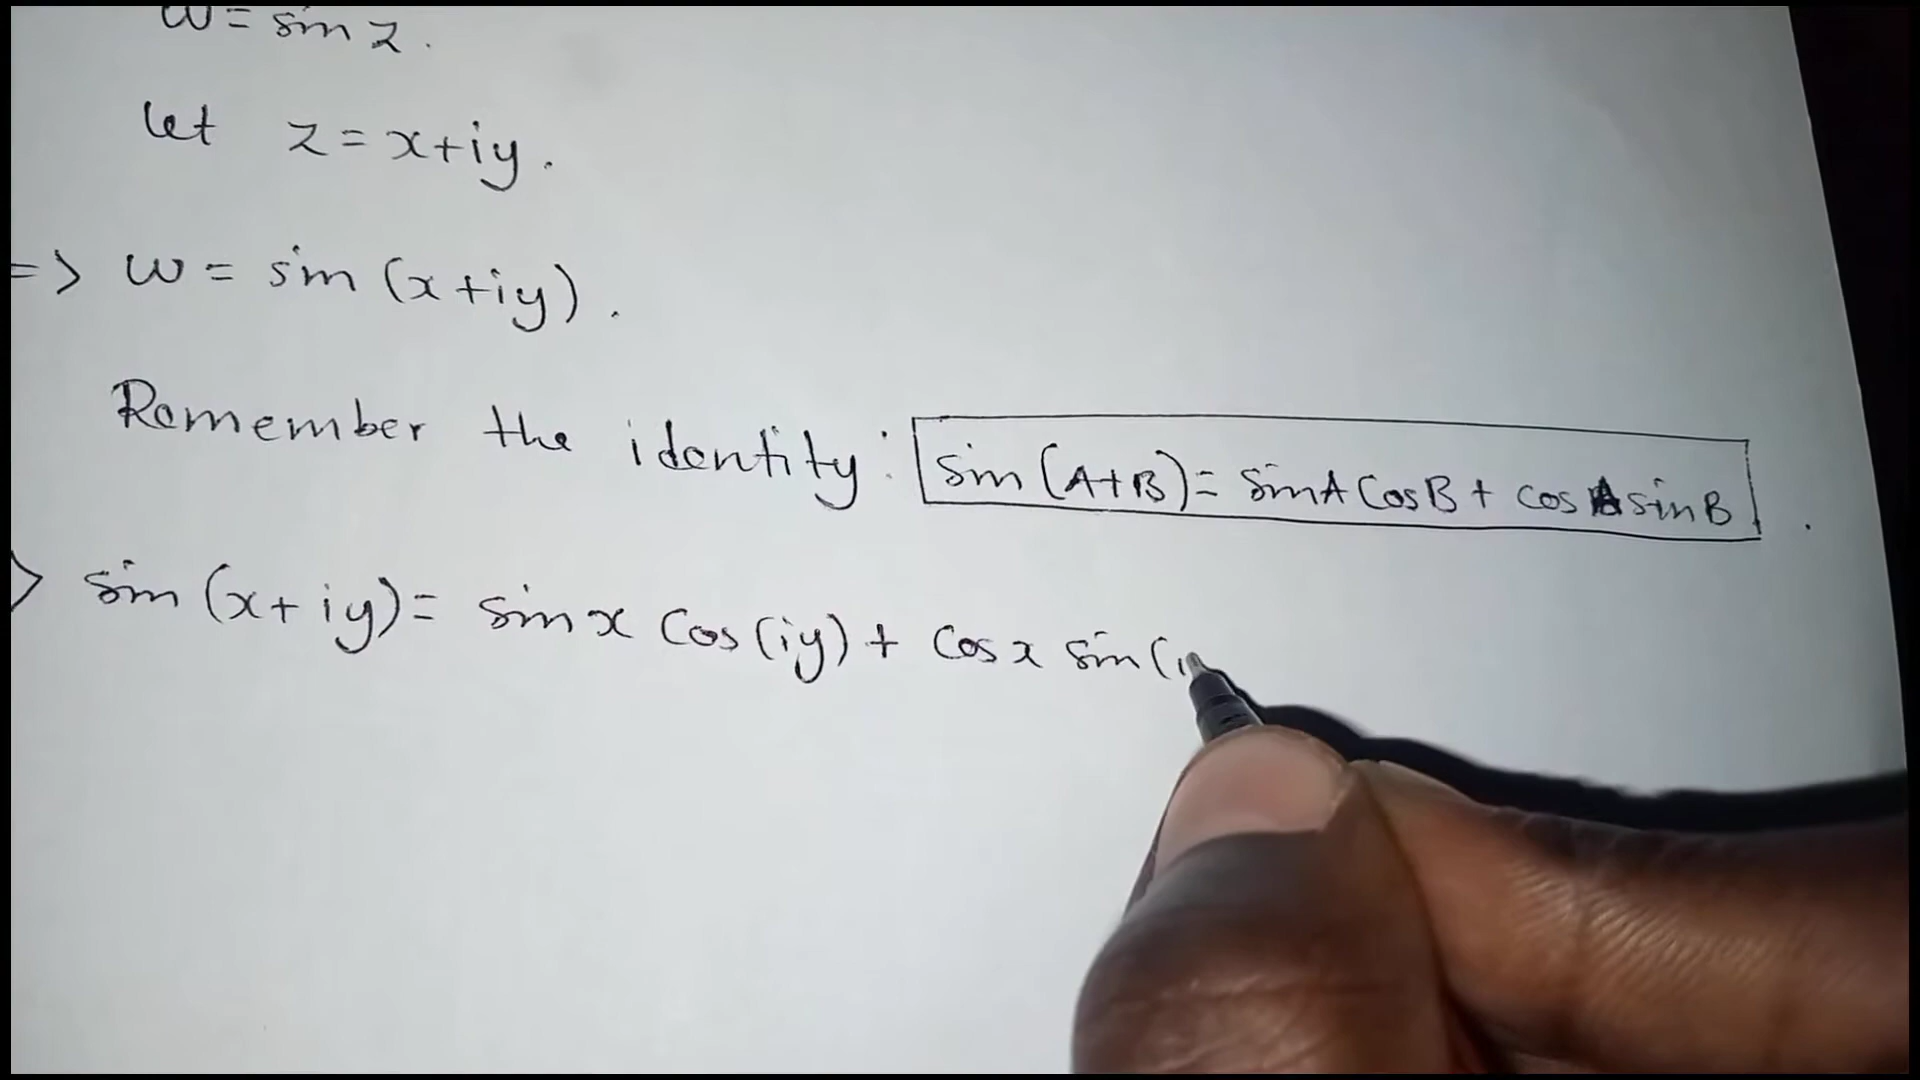 w = sin z.
let z = x+iy.
=> w = sin (x+iy).
Remember the identity: sin (A+B) = sinA CosB + cos A sinB.
> sin (x+iy) = sin x Cos(iy) + Cos x sin(i